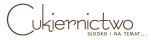 Cukiernictwo
SŁODKO I NA TEMAT...